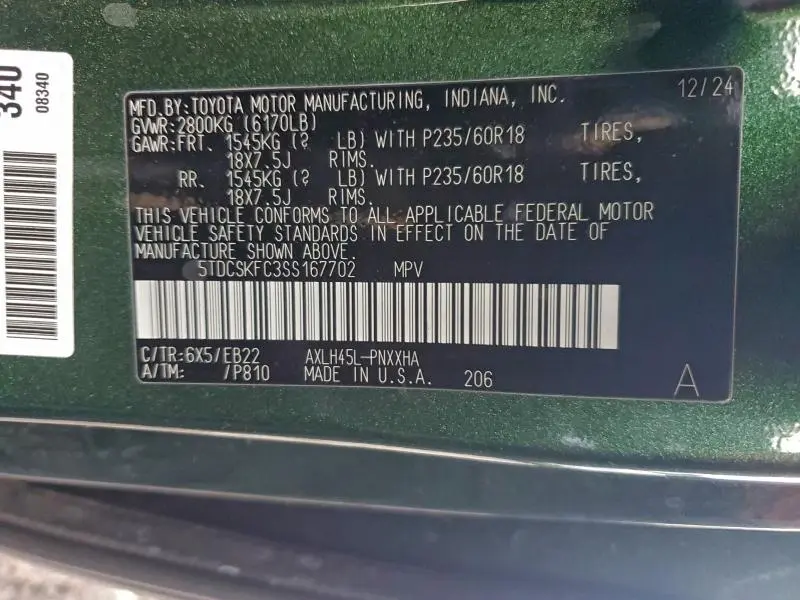 340
08340
MFD.BY:TOYOTA MOTOR MANUFACTURING, INDIANA, INC. 12/24
GVWR:2800KG (6170LB)
GAWR:FRT. 1545KG (? LB) WITH P235/60R18 TIRES,
18X7.5J RIMS.
RR. 1545KG (? LB) WITH P235/60R18 TIRES,
18X7.5J RIMS.
THIS VEHICLE CONFORMS TO ALL APPLICABLE FEDERAL MOTOR
VEHICLE SAFETY STANDARDS IN EFFECT ON THE DATE OF
MANUFACTURE SHOWN ABOVE.
5TDCSKFC3SS167702 MPV
C/TR:6X5/EB22 AXLH45L-PNXXHA
A/TM: /P810 MADE IN U.S.A. 206 A